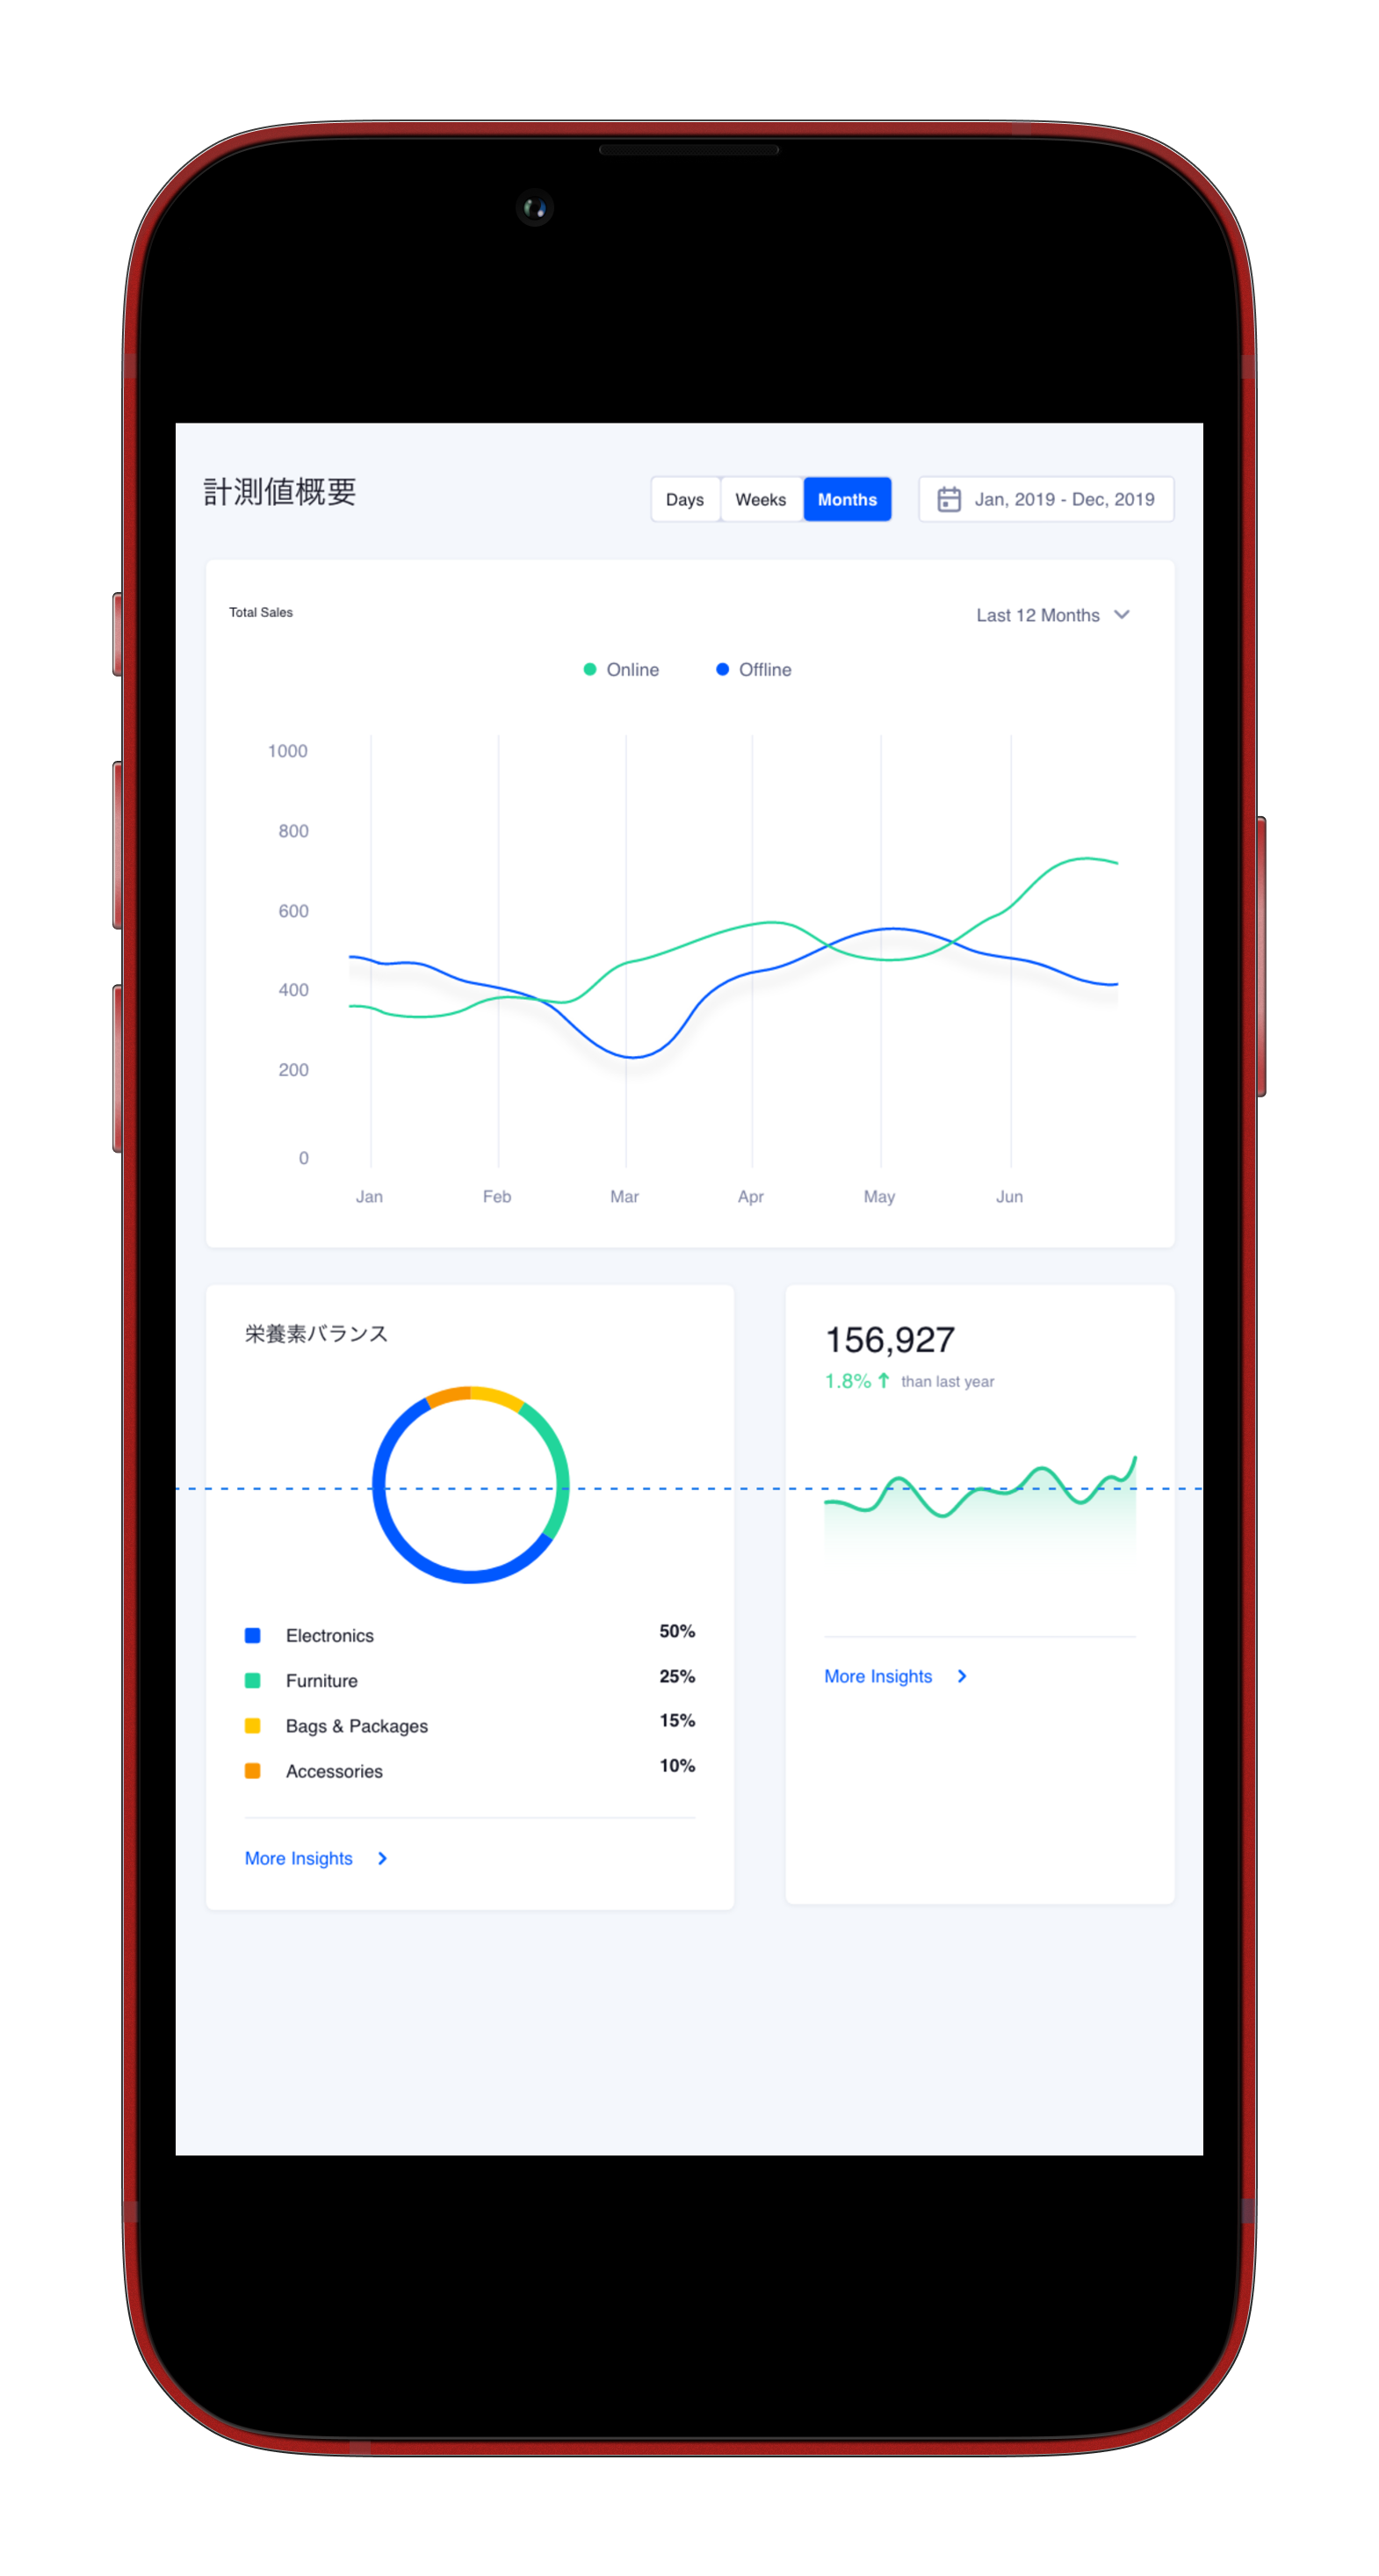 計測値概要
Days Weeks Months Jan, 2019 - Dec, 2019
Total Sales
Last 12 Months
Online Offline
1000
800
600
400
200
0
Jan Feb Mar Apr May Jun
栄養素バランス
Electronics 50%
Furniture 25%
Bags & Packages 15%
Accessories 10%
More Insights
156,927
1.8% than last year
More Insights